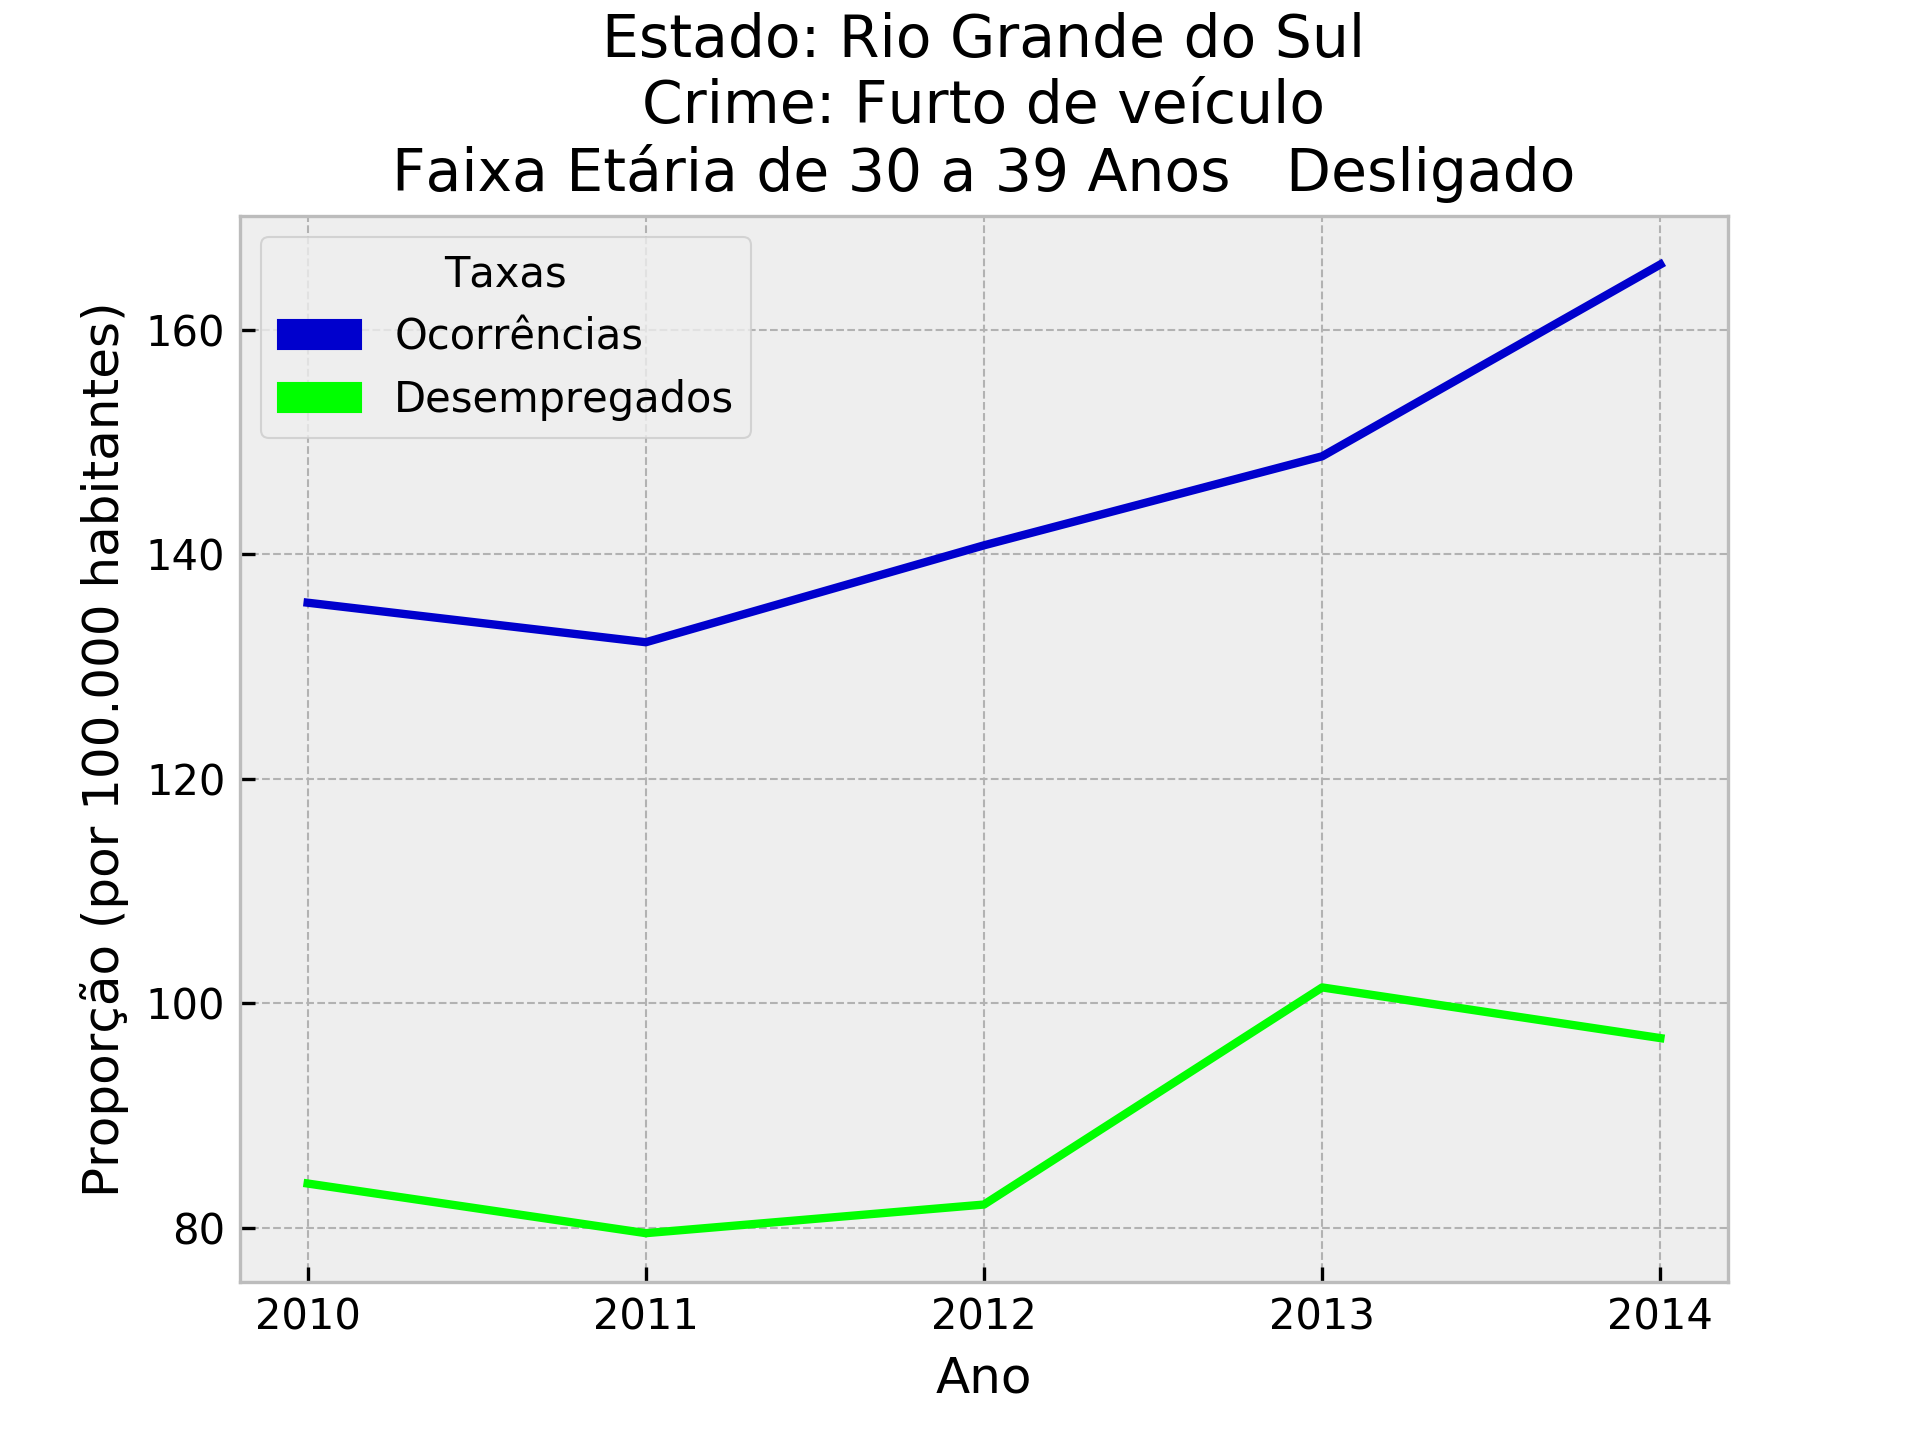 Estado: Rio Grande do Sul
Crime: Furto de veículo
Faixa Etária de 30 a 39 Anos   Desligado
Taxas
Ocorrências
Desempregados
Proporção (por 100.000 habitantes)
160
140
120
100
80
2010 2011 2012 2013 2014
Ano